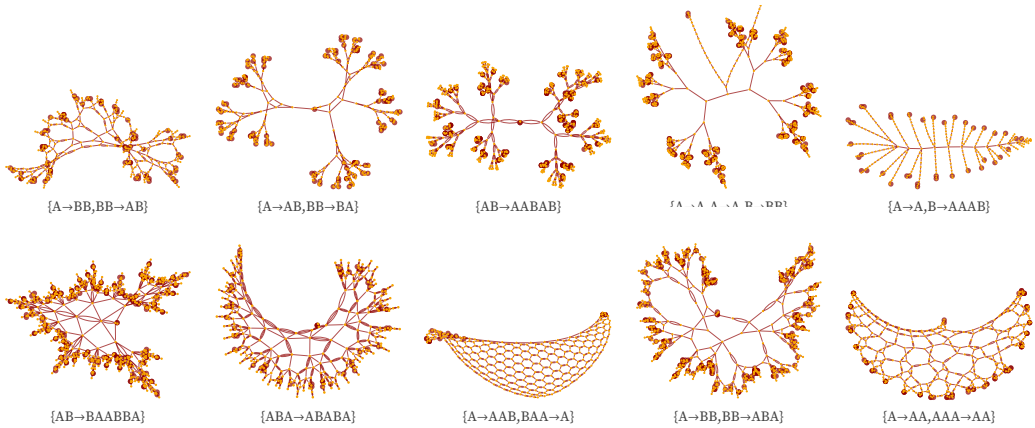 {A→BB,BB→AB}
{A→AB,BB→BA}
{AB→AABAB}
{A→A,B→AAAB}
{AB→BAABBA}
{ABA→ABABA}
{A→AAB,BAA→A}
{A→BB,BB→ABA}
{A→AA,AAA→AA}